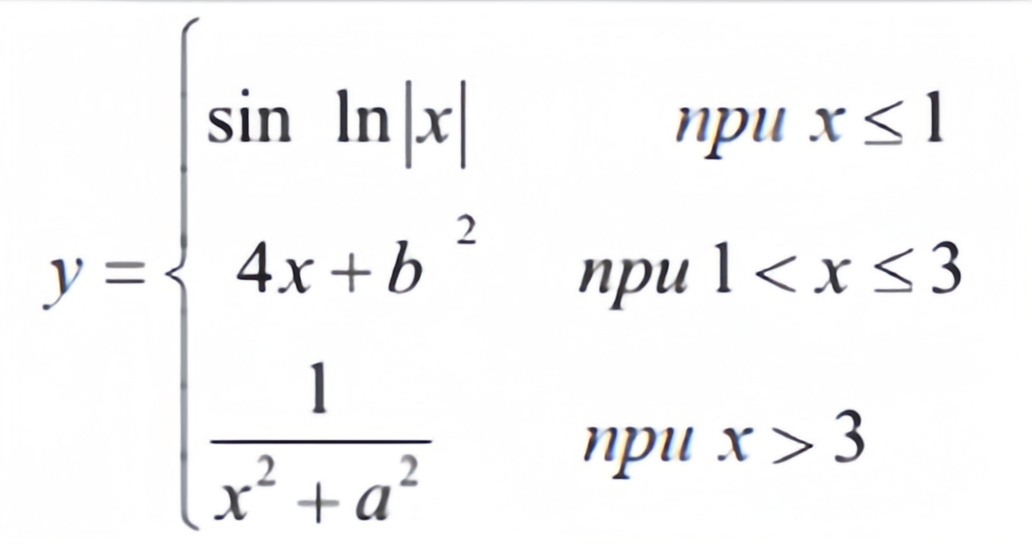 y = { sin ln|x| при x ≤ 1
4x + b ² при 1 < x ≤ 3
1 / (x² + a²) при x > 3